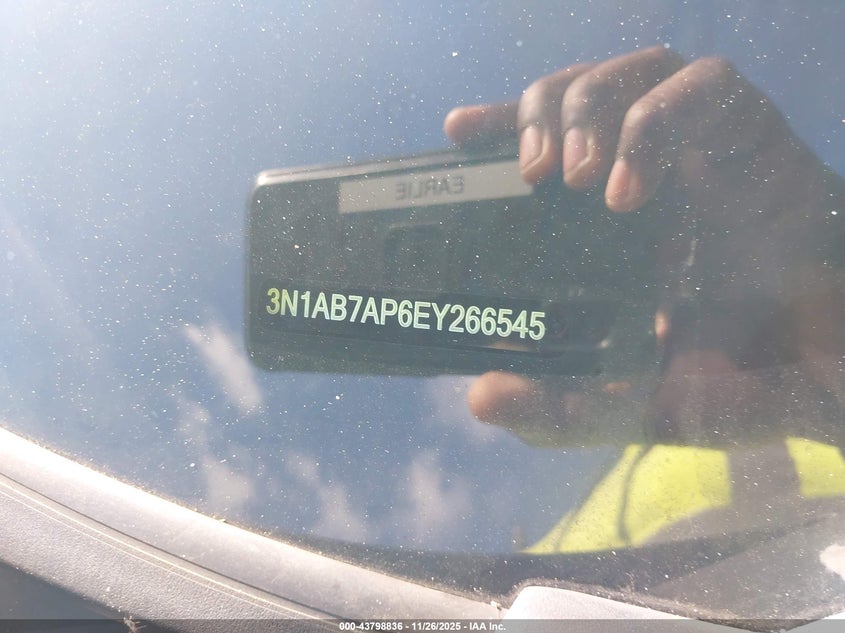 EARLIE
3N1AB7AP6EY266545
000-43798836 - 11/26/2025 - IAA Inc.